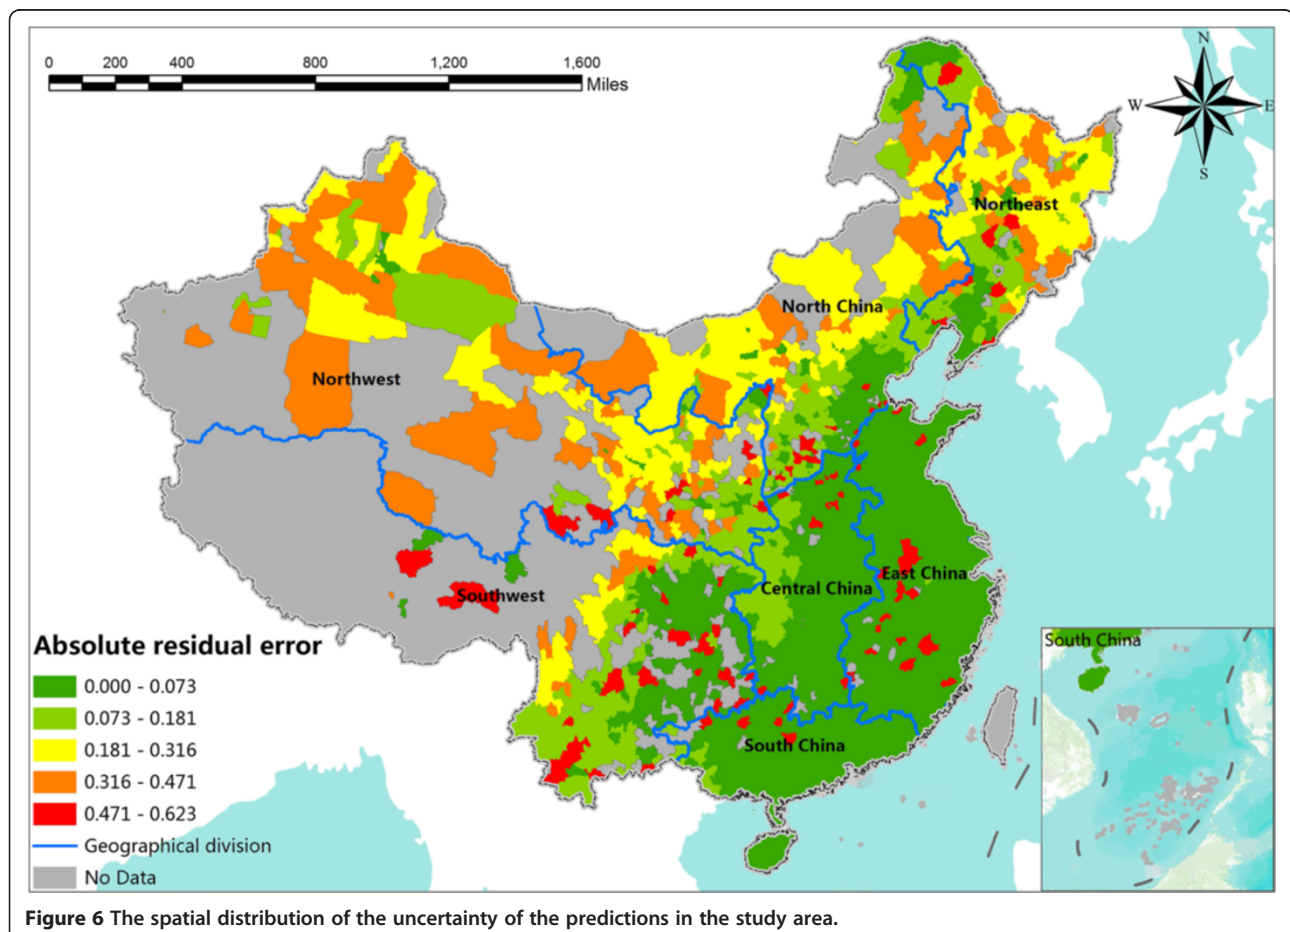 0 200 400 800 1,200 1,600
Miles
N
W E
S
Northeast
North China
Northwest
Southwest
Central China
East China
South China
Absolute residual error
0.000 - 0.073
0.073 - 0.181
0.181 - 0.316
0.316 - 0.471
0.471 - 0.623
Geographical division
No Data
South China
Figure 6 The spatial distribution of the uncertainty of the predictions in the study area.